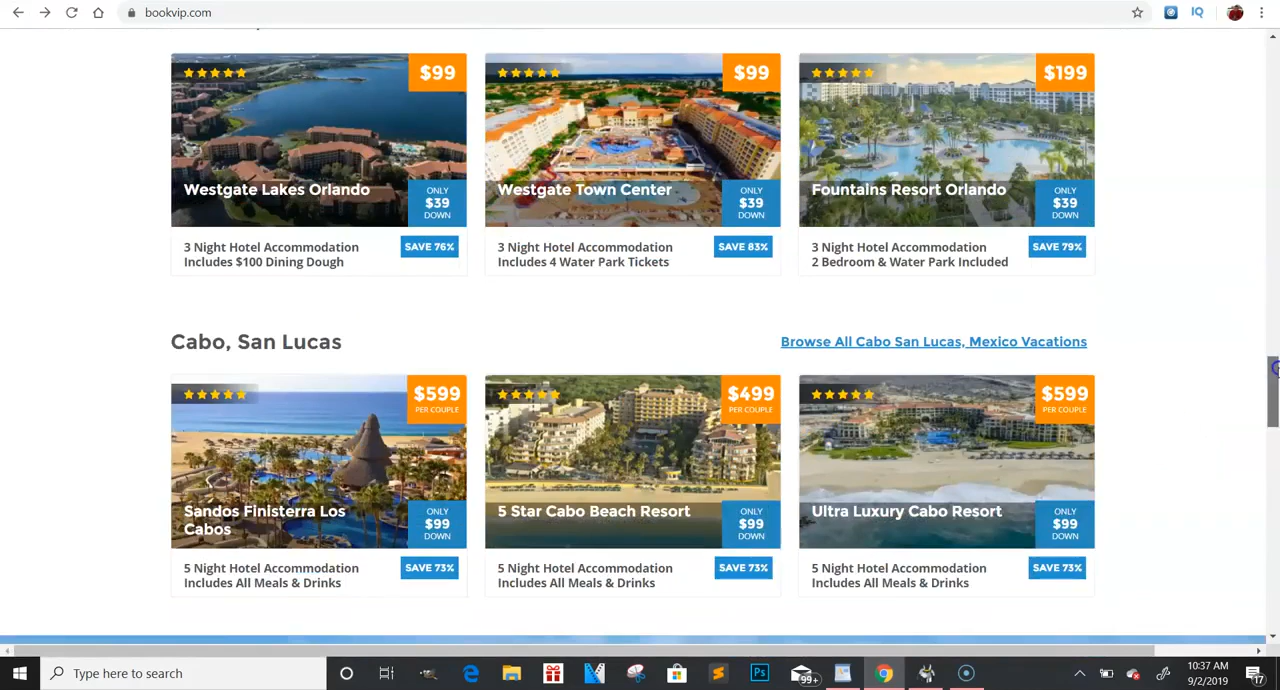 bookvip.com
IQ
$99
Westgate Lakes Orlando
ONLY
$39
DOWN
3 Night Hotel Accommodation
Includes $100 Dining Dough
SAVE 76%
$99
Westgate Town Center
ONLY
$39
DOWN
3 Night Hotel Accommodation
Includes 4 Water Park Tickets
SAVE 83%
$199
Fountains Resort Orlando
ONLY
$39
DOWN
3 Night Hotel Accommodation
2 Bedroom & Water Park Included
SAVE 79%
Cabo, San Lucas
Browse All Cabo San Lucas, Mexico Vacations
$599
PER COUPLE
Sandos Finisterra Los
Cabos
ONLY
$99
DOWN
5 Night Hotel Accommodation
Includes All Meals & Drinks
SAVE 73%
$499
PER COUPLE
5 Star Cabo Beach Resort
ONLY
$99
DOWN
5 Night Hotel Accommodation
Includes All Meals & Drinks
SAVE 73%
$599
PER COUPLE
Ultra Luxury Cabo Resort
ONLY
$99
DOWN
5 Night Hotel Accommodation
Includes All Meals & Drinks
SAVE 73%
Type here to search
Ps
99+
10:37 AM
9/2/2019
17